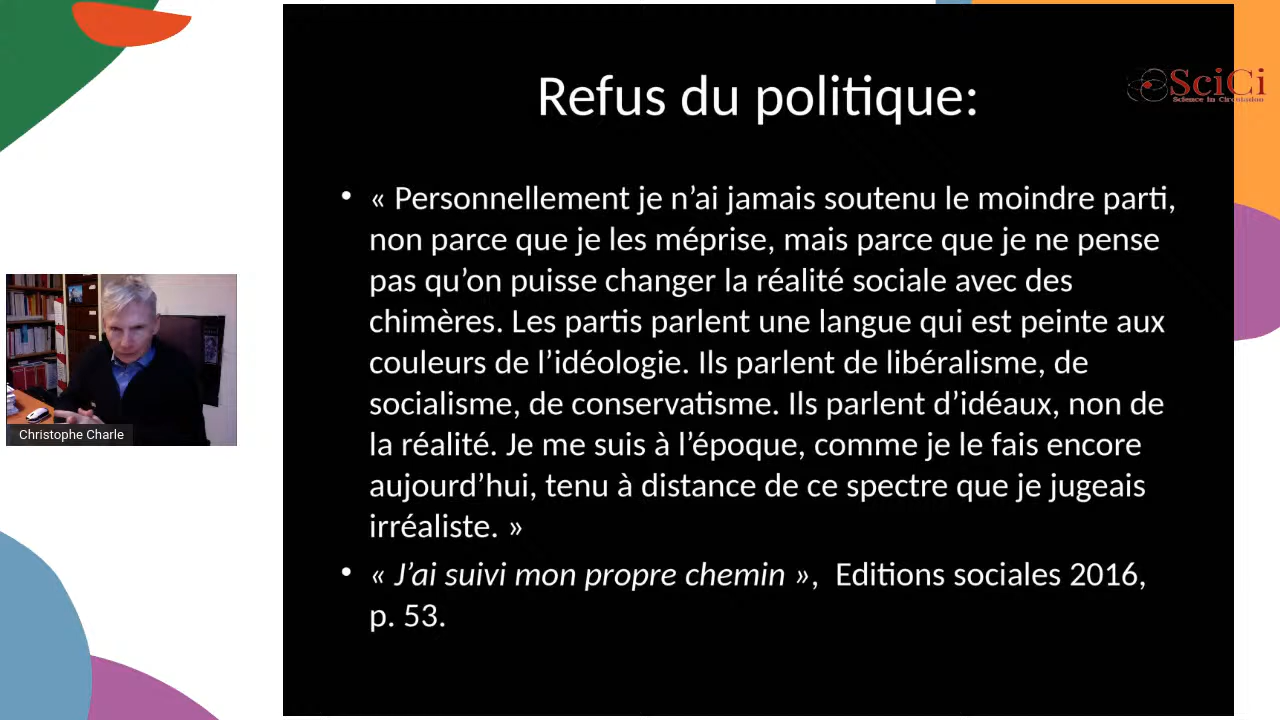 Refus du politique:
SciCi
Science in Circulation
• « Personnellement je n’ai jamais soutenu le moindre parti,
non parce que je les méprise, mais parce que je ne pense
pas qu’on puisse changer la réalité sociale avec des
chimères. Les partis parlent une langue qui est peinte aux
couleurs de l’idéologie. Ils parlent de libéralisme, de
socialisme, de conservatisme. Ils parlent d’idéaux, non de
la réalité. Je me suis à l’époque, comme je le fais encore
aujourd’hui, tenu à distance de ce spectre que je jugeais
irréaliste. »
• « J’ai suivi mon propre chemin », Editions sociales 2016,
p. 53.
Christophe Charle